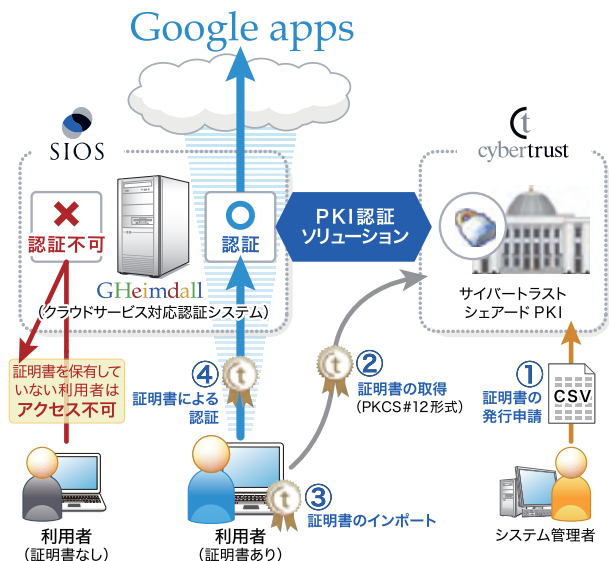 Google apps
SIOS
cybertrust
認証不可
認証
PKI認証
ソリューション
GHeimdall
(クラウドサービス対応認証システム)
サイバートラスト
シェアードPKI
証明書を保有して
いない利用者は
アクセス不可
④
証明書による
認証
②
証明書の取得
(PKCS#12形式)
①
証明書の
発行申請
CSV
③
証明書のインポート
利用者
(証明書なし)
利用者
(証明書あり)
システム管理者
t
t
t